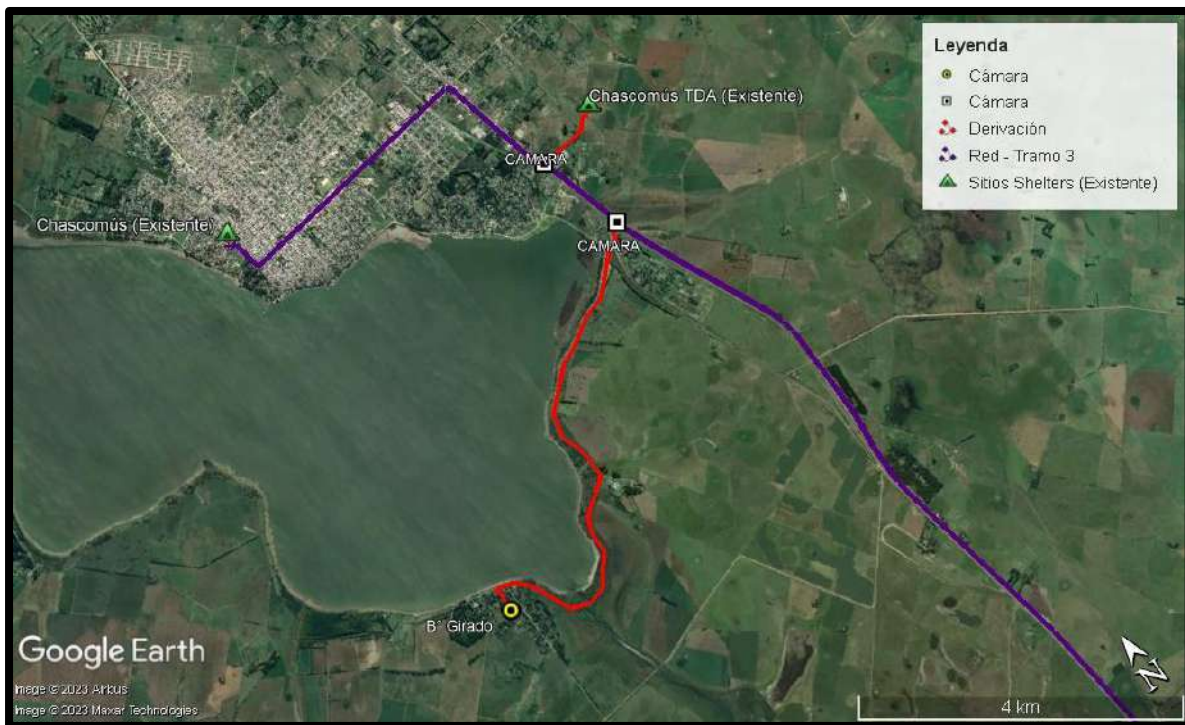 Leyenda
Cámara
Cámara
Derivación
Red - Tramo 3
Sitios Shelters (Existente)
Chascomús TDA (Existente)
CAMARA
Chascomús (Existente)
CAMARA
B° Girado
Google Earth
Image © 2023 Airbus
Image © 2023 Maxar Technologies
4 km
N